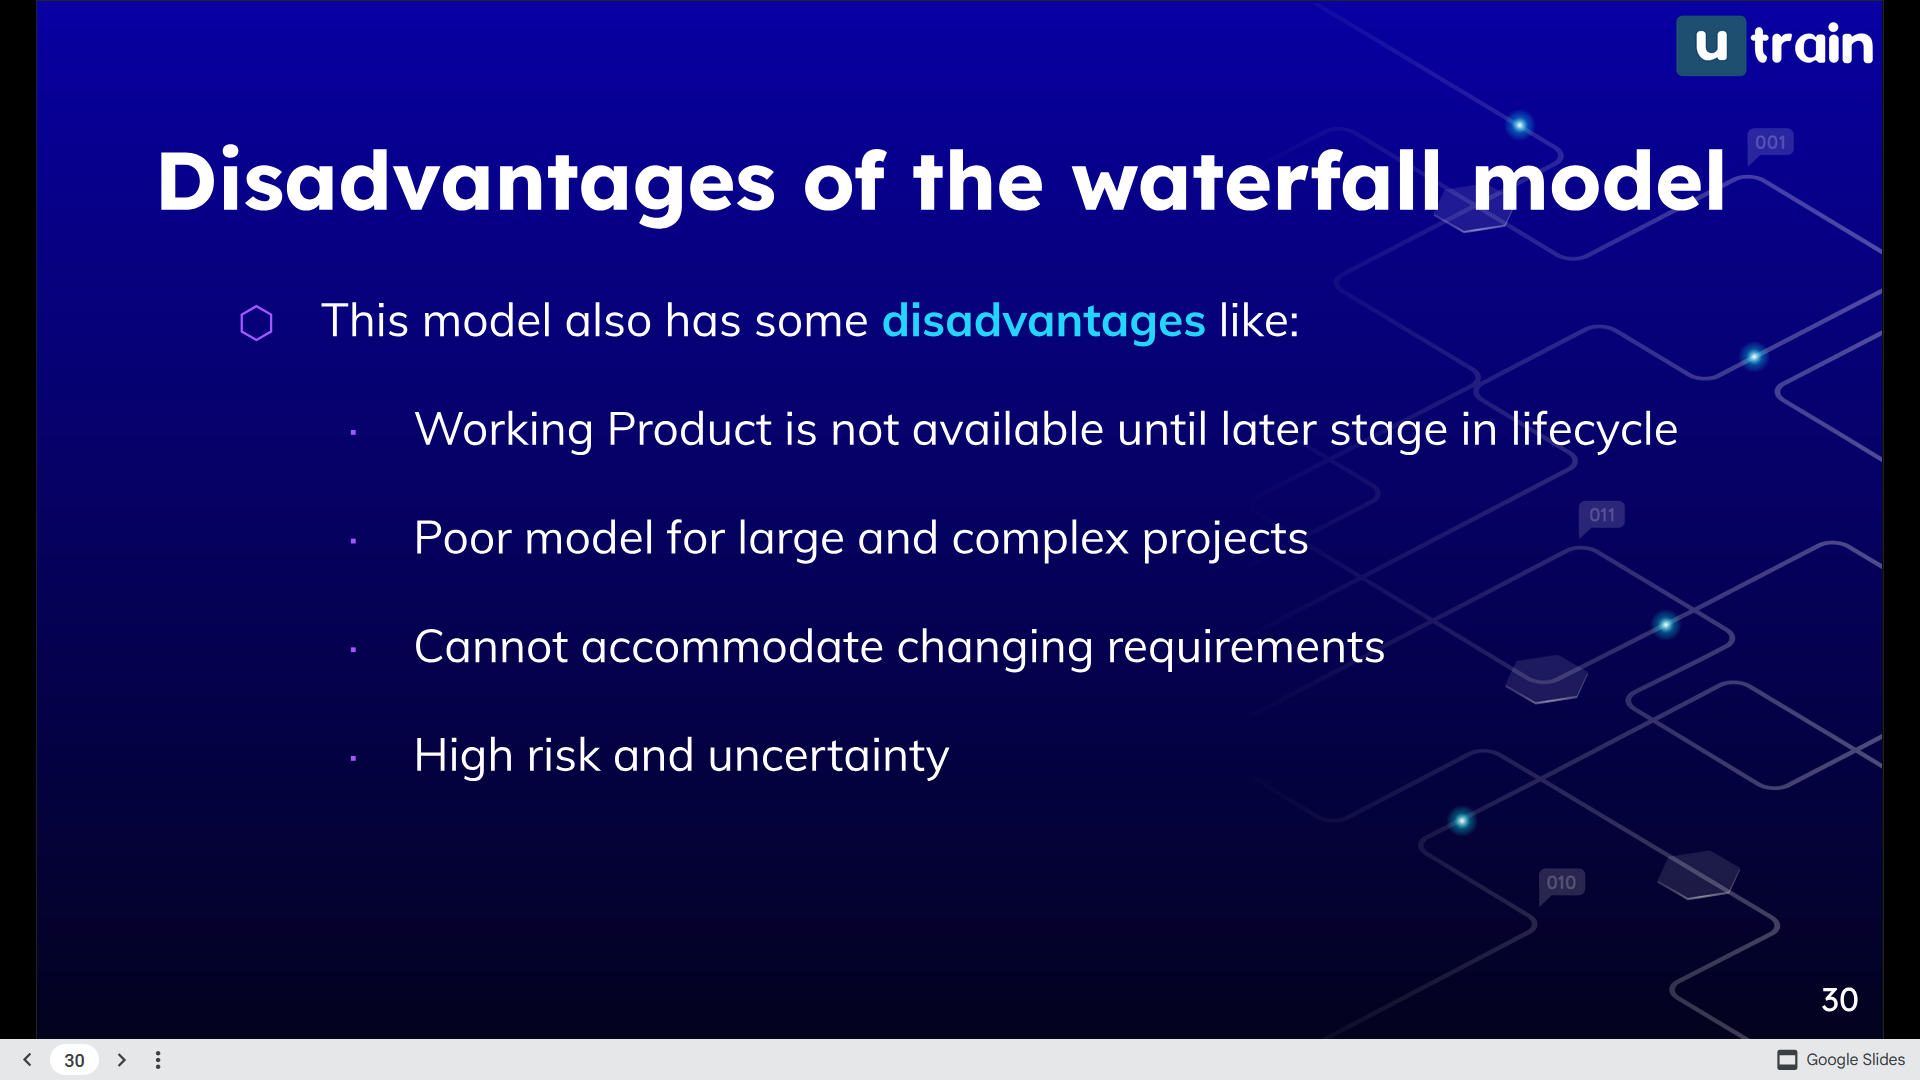 u train
001
Disadvantages of the waterfall model
This model also has some disadvantages like:
Working Product is not available until later stage in lifecycle
011
Poor model for large and complex projects
Cannot accommodate changing requirements
High risk and uncertainty
010
30
30
Google Slides